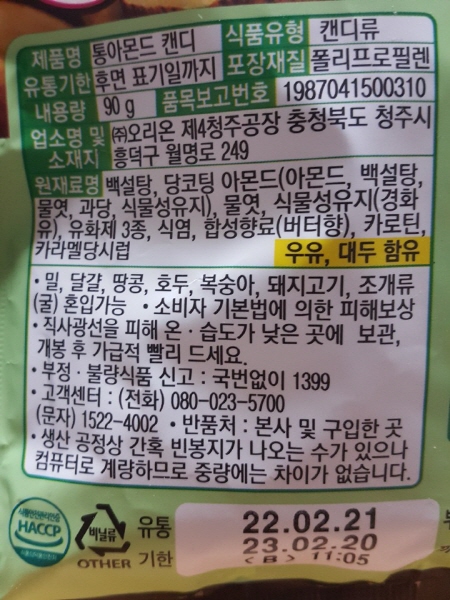 제품명 통아몬드 캔디 식품유형 캔디류
유통기한 후면 표기일까지 포장재질 폴리프로필렌
내용량 90g 품목보고번호 1987041500310
업소명 및 소재지 ㈜오리온 제4청주공장 충청북도 청주시
흥덕구 월명로 249
원재료명 백설탕, 당코팅 아몬드(아몬드, 백설탕,
물엿, 과당, 식물성유지), 물엿, 식물성유지(경화
유), 유화제 3종, 식염, 합성향료(버터향), 카로틴,
카라멜당시럽 우유, 대두 함유
• 밀, 달걀, 땅콩, 호두, 복숭아, 돼지고기, 조개류
(굴) 혼입가능 • 소비자 기본법에 의한 피해보상
• 직사광선을 피해 온 · 습도가 낮은 곳에 보관,
개봉 후 가급적 빨리 드세요.
• 부정 · 불량식품 신고 : 국번없이 1399
• 고객센터 : (전화) 080-023-5700
(문자) 1522-4002 • 반품처 : 본사 및 구입한 곳
• 생산 공정상 간혹 빈봉지가 나오는 수가 있으나
컴퓨터로 계량하므로 중량에는 차이가 없습니다.
HACCP
비닐류
OTHER
유통
기한
22.02.21
23.02.20
<B> 11:05